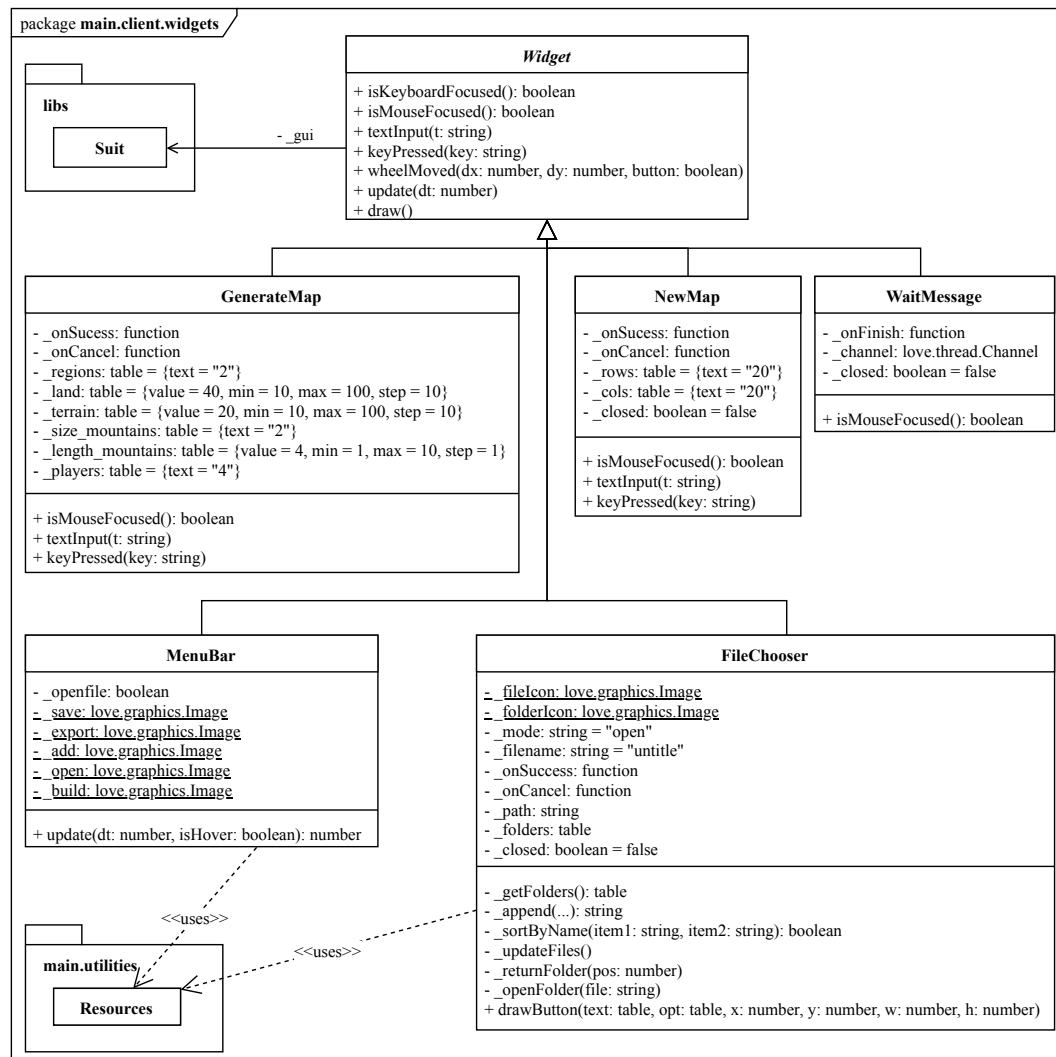 package main.client.widgets
Widget
+ isKeyboardFocused(): boolean
+ isMouseFocused(): boolean
+ textInput(t: string)
+ keyPressed(key: string)
+ wheelMoved(dx: number, dy: number, button: boolean)
+ update(dt: number)
+ draw()
libs
Suit
- _gui
GenerateMap
- _onSucess: function
- _onCancel: function
- _regions: table = {text = "2"}
- _land: table = {value = 40, min = 10, max = 100, step = 10}
- _terrain: table = {value = 20, min = 10, max = 100, step = 10}
- _size_mountains: table = {text = "2"}
- _length_mountains: table = {value = 4, min = 1, max = 10, step = 1}
- _players: table = {text = "4"}
+ isMouseFocused(): boolean
+ textInput(t: string)
+ keyPressed(key: string)
NewMap
- _onSucess: function
- _onCancel: function
- _rows: table = {text = "20"}
- _cols: table = {text = "20"}
- _closed: boolean = false
+ isMouseFocused(): boolean
+ textInput(t: string)
+ keyPressed(key: string)
WaitMessage
- _onFinish: function
- _channel: love.thread.Channel
- _closed: boolean = false
+ isMouseFocused(): boolean
MenuBar
- _openfile: boolean
- _save: love.graphics.Image
- _export: love.graphics.Image
- _add: love.graphics.Image
- _open: love.graphics.Image
- _build: love.graphics.Image
+ update(dt: number, isHover: boolean): number
FileChooser
- _fileIcon: love.graphics.Image
- _folderIcon: love.graphics.Image
- _mode: string = "open"
- _filename: string = "untitle"
- _onSuccess: function
- _onCancel: function
- _path: string
- _folders: table
- _closed: boolean = false
- _getFolders(): table
- _append(...): string
- _sortByName(item1: string, item2: string): boolean
- _updateFiles()
- _returnFolder(pos: number)
- _openFolder(file: string)
+ drawButton(text: table, opt: table, x: number, y: number, w: number, h: number)
<<uses>>
<<uses>>
main.utilities
Resources